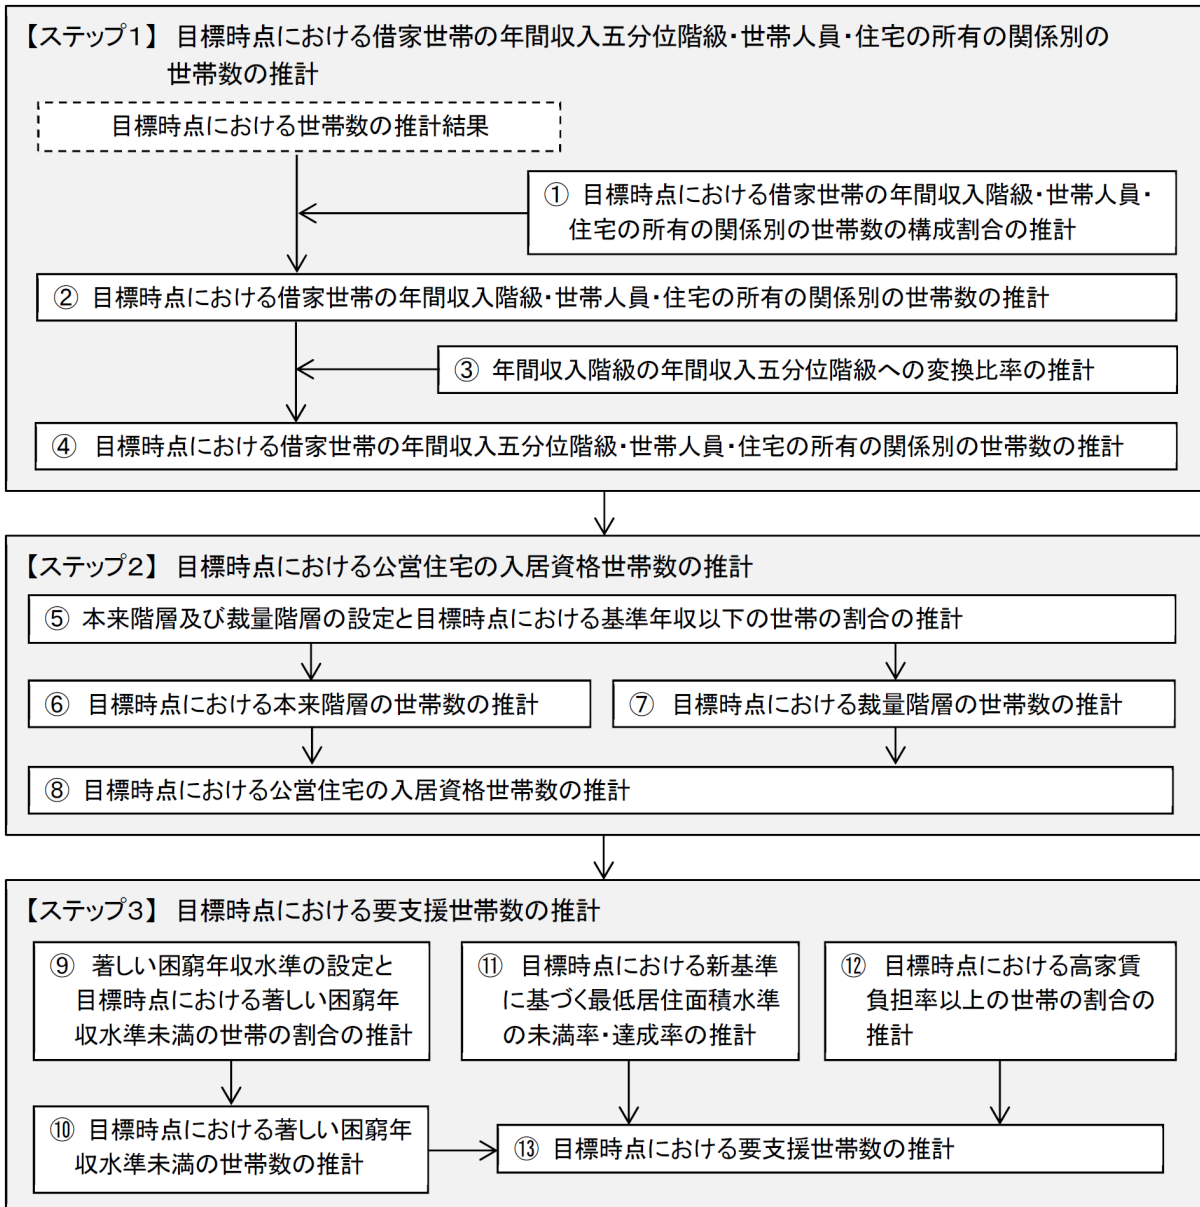 【ステップ1】 目標時点における借家世帯の年間収入五分位階級・世帯人員・住宅の所有の関係別の
世帯数の推計
目標時点における世帯数の推計結果
① 目標時点における借家世帯の年間収入階級・世帯人員・
住宅の所有の関係別の世帯数の構成割合の推計
② 目標時点における借家世帯の年間収入階級・世帯人員・住宅の所有の関係別の世帯数の推計
③ 年間収入階級の年間収入五分位階級への変換比率の推計
④ 目標時点における借家世帯の年間収入五分位階級・世帯人員・住宅の所有の関係別の世帯数の推計
【ステップ2】 目標時点における公営住宅の入居資格世帯数の推計
⑤ 本来階層及び裁量階層の設定と目標時点における基準年収以下の世帯の割合の推計
⑥ 目標時点における本来階層の世帯数の推計
⑦ 目標時点における裁量階層の世帯数の推計
⑧ 目標時点における公営住宅の入居資格世帯数の推計
【ステップ3】 目標時点における要支援世帯数の推計
⑨ 著しい困窮年収水準の設定と
目標時点における著しい困窮年
収水準未満の世帯の割合の推計
⑪ 目標時点における新基準
に基づく最低居住面積水準
の未満率・達成率の推計
⑫ 目標時点における高家賃
負担率以上の世帯の割合の
推計
⑩ 目標時点における著しい困窮年
収水準未満の世帯数の推計
⑬ 目標時点における要支援世帯数の推計